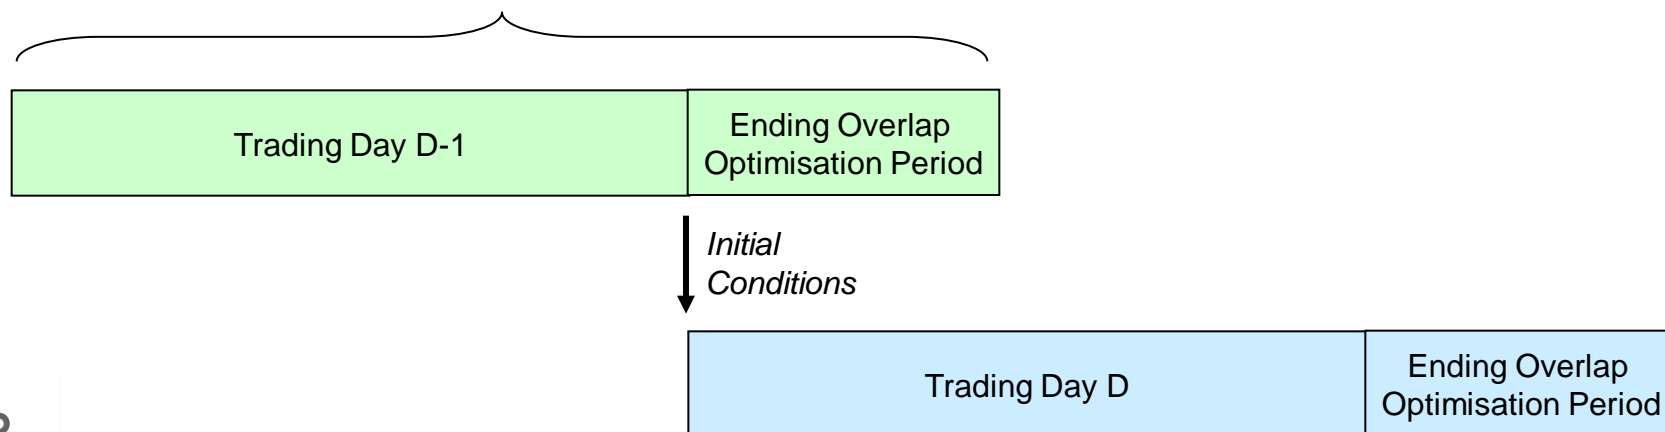 Trading Day D-1
Ending Overlap
Optimisation Period
Initial
Conditions
Trading Day D
Ending Overlap
Optimisation Period